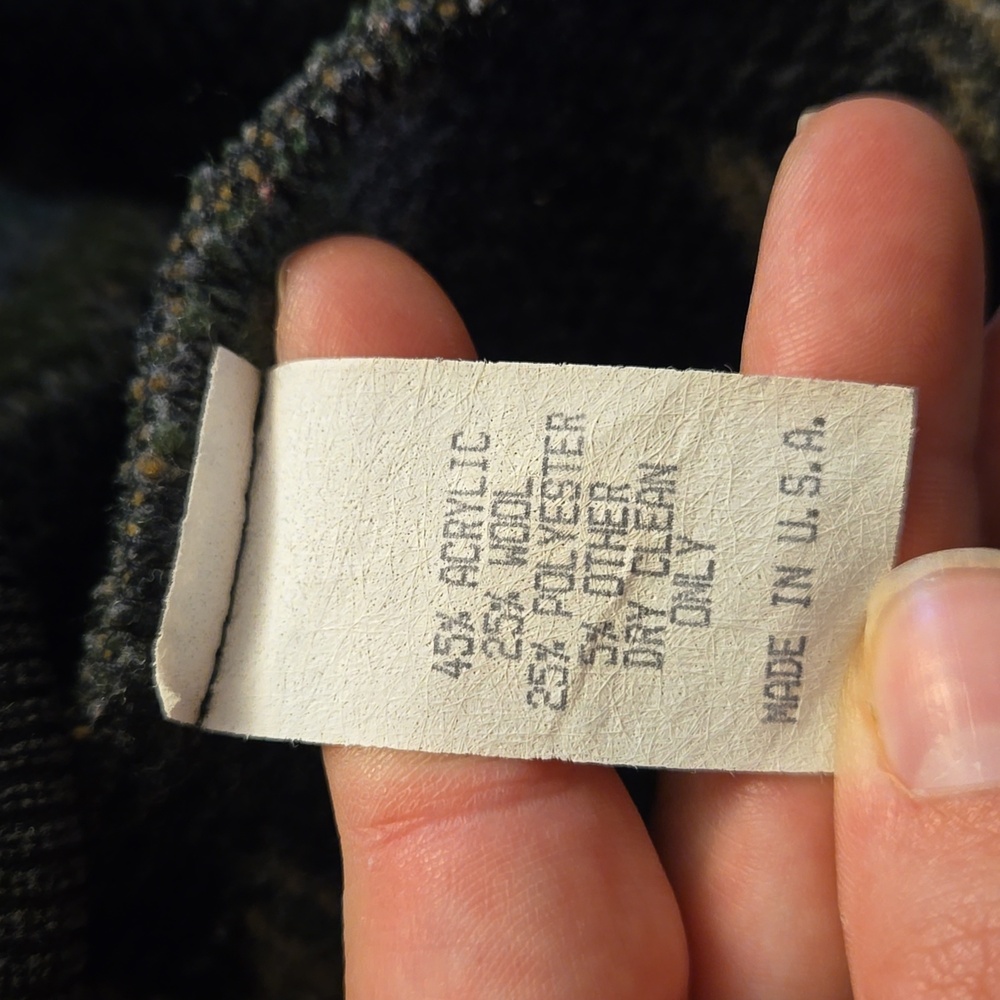 45% ACRYLIC
25% WOOL
25% POLYESTER
5% OTHER
DRY CLEAN
ONLY
MADE IN U.S.A.